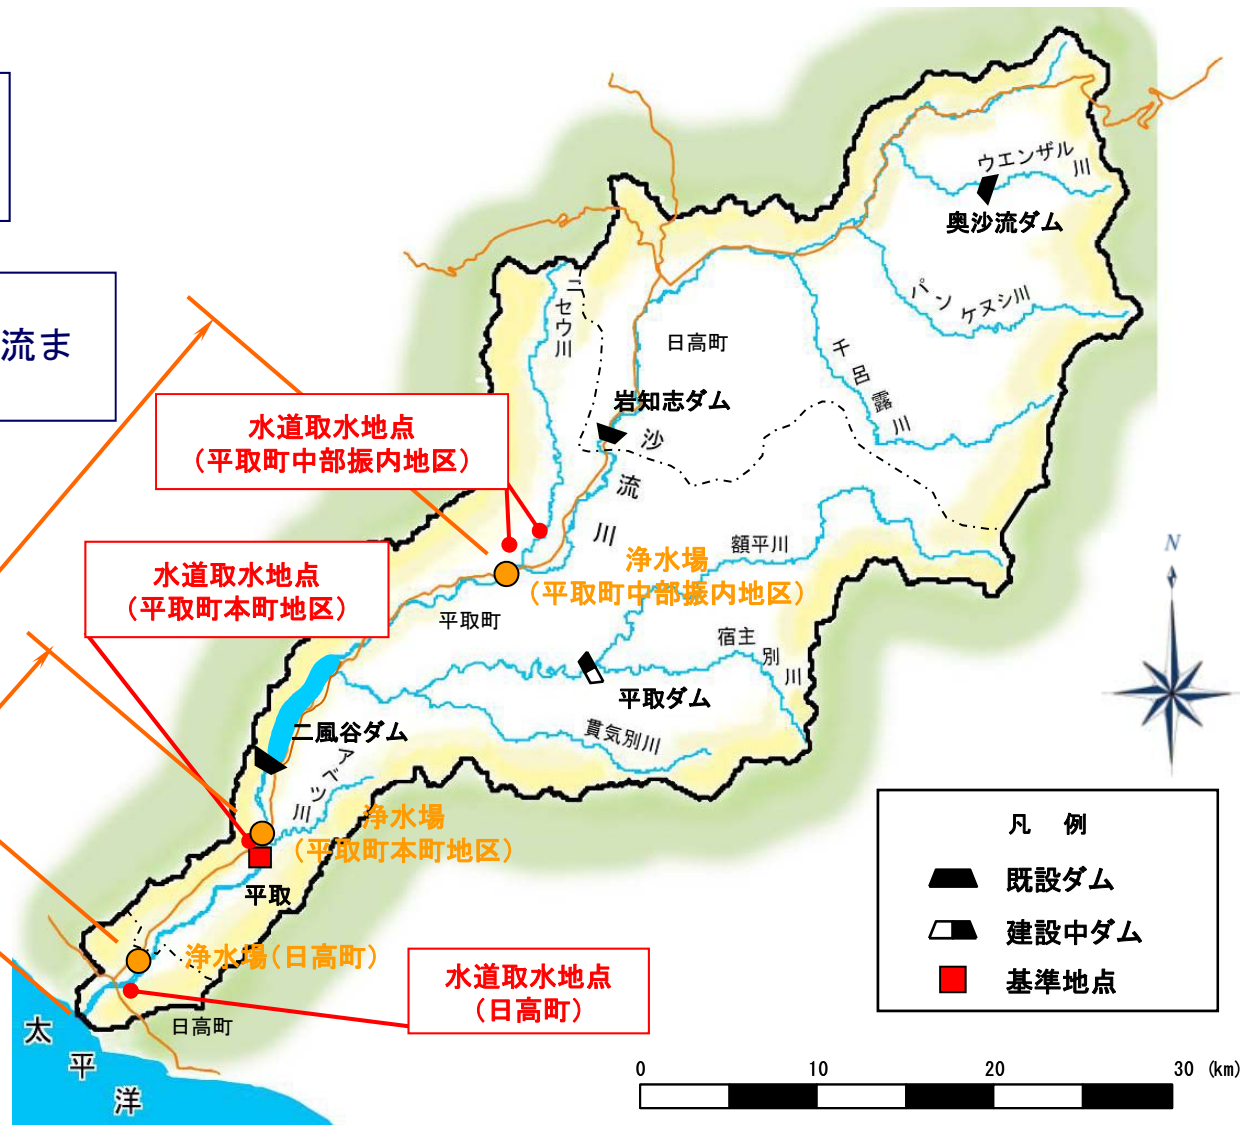 流ま
水道取水地点
(平取町中部振内地区)
水道取水地点
(平取町本町地区)
水道取水地点
(日高町)
浄水場
(平取町中部振内地区)
浄水場
(平取町本町地区)
浄水場(日高町)
ウエンザル川
奥沙流ダム
パンケヌシ川
ニセウ川
日高町
千呂露川
岩知志ダム
沙流川
額平川
平取町
宿主別川
平取ダム
貫気別川
二風谷ダム
アベツ川
平取
日高町
太平洋
N
凡 例
既設ダム
建設中ダム
基準地点
0 10 20 30 (km)